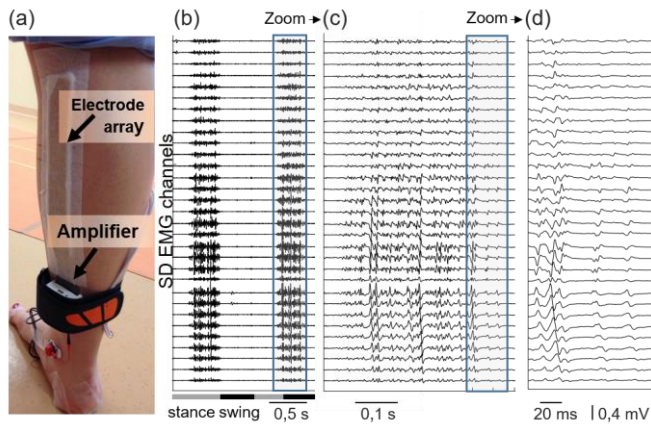 (a)
(b)
Zoom
(c)
Zoom
(d)
Electrode
array
Amplifier
SD EMG channels
stance swing
0,5 s
0,1 s
20 ms
0,4 mV